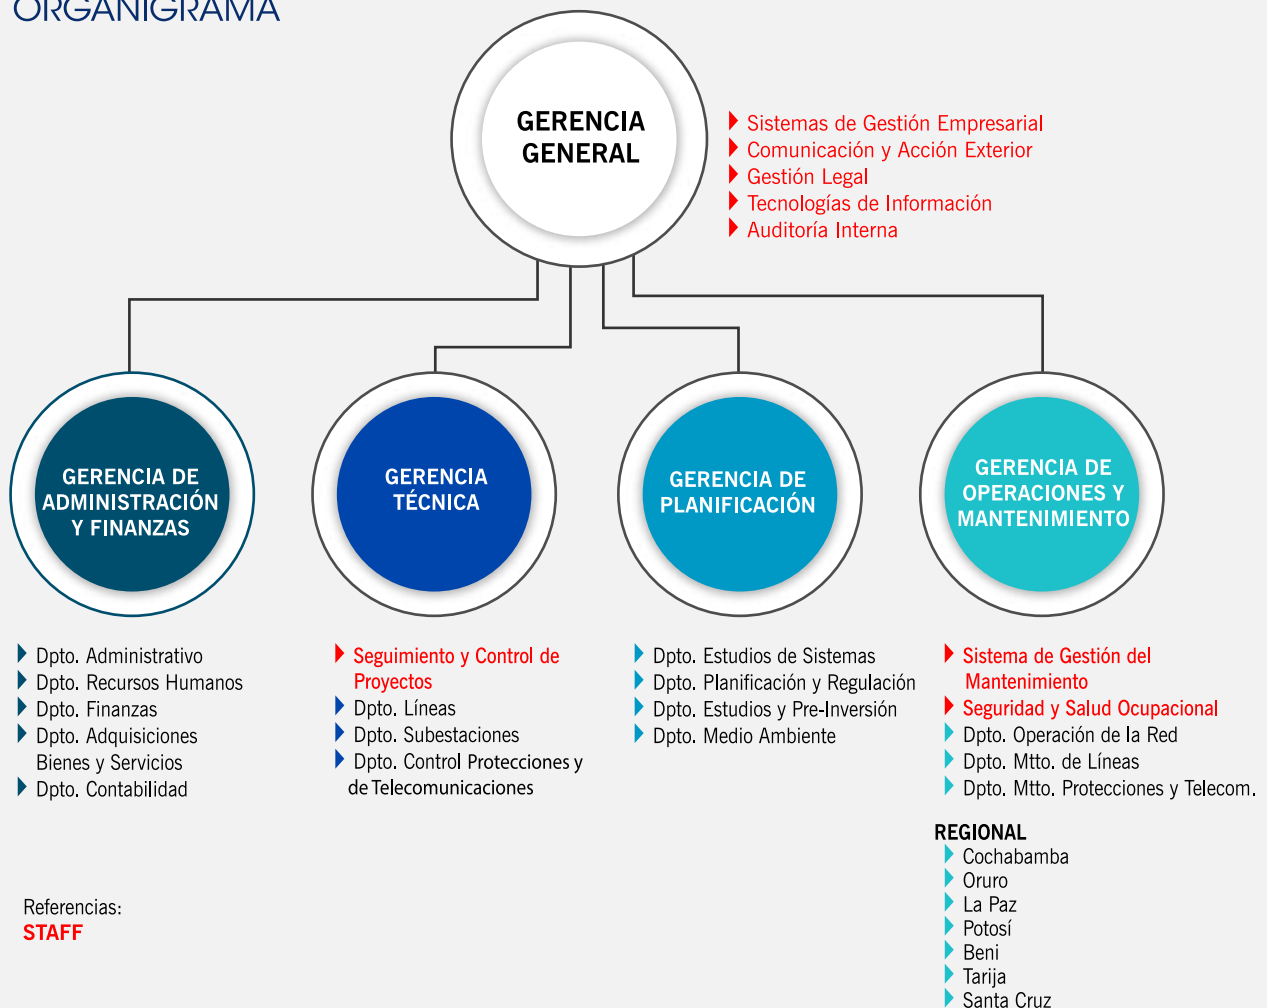 ORGANIGRAMA
GERENCIA
GENERAL
Sistemas de Gestión Empresarial
Comunicación y Acción Exterior
Gestión Legal
Tecnologías de Información
Auditoría Interna
GERENCIA DE
ADMINISTRACIÓN
Y FINANZAS
GERENCIA
TÉCNICA
GERENCIA DE
PLANIFICACIÓN
GERENCIA DE
OPERACIONES Y
MANTENIMIENTO
Dpto. Administrativo
Dpto. Recursos Humanos
Dpto. Finanzas
Dpto. Adquisiciones
Bienes y Servicios
Dpto. Contabilidad
Seguimiento y Control de
Proyectos
Dpto. Líneas
Dpto. Subestaciones
Dpto. Control Protecciones y
de Telecomunicaciones
Dpto. Estudios de Sistemas
Dpto. Planificación y Regulación
Dpto. Estudios y Pre-Inversión
Dpto. Medio Ambiente
Sistema de Gestión del
Mantenimiento
Seguridad y Salud Ocupacional
Dpto. Operación de la Red
Dpto. Mtto. de Líneas
Dpto. Mtto. Protecciones y Telecom.
REGIONAL
Cochabamba
Oruro
La Paz
Potosí
Beni
Tarija
Santa Cruz
Referencias:
STAFF